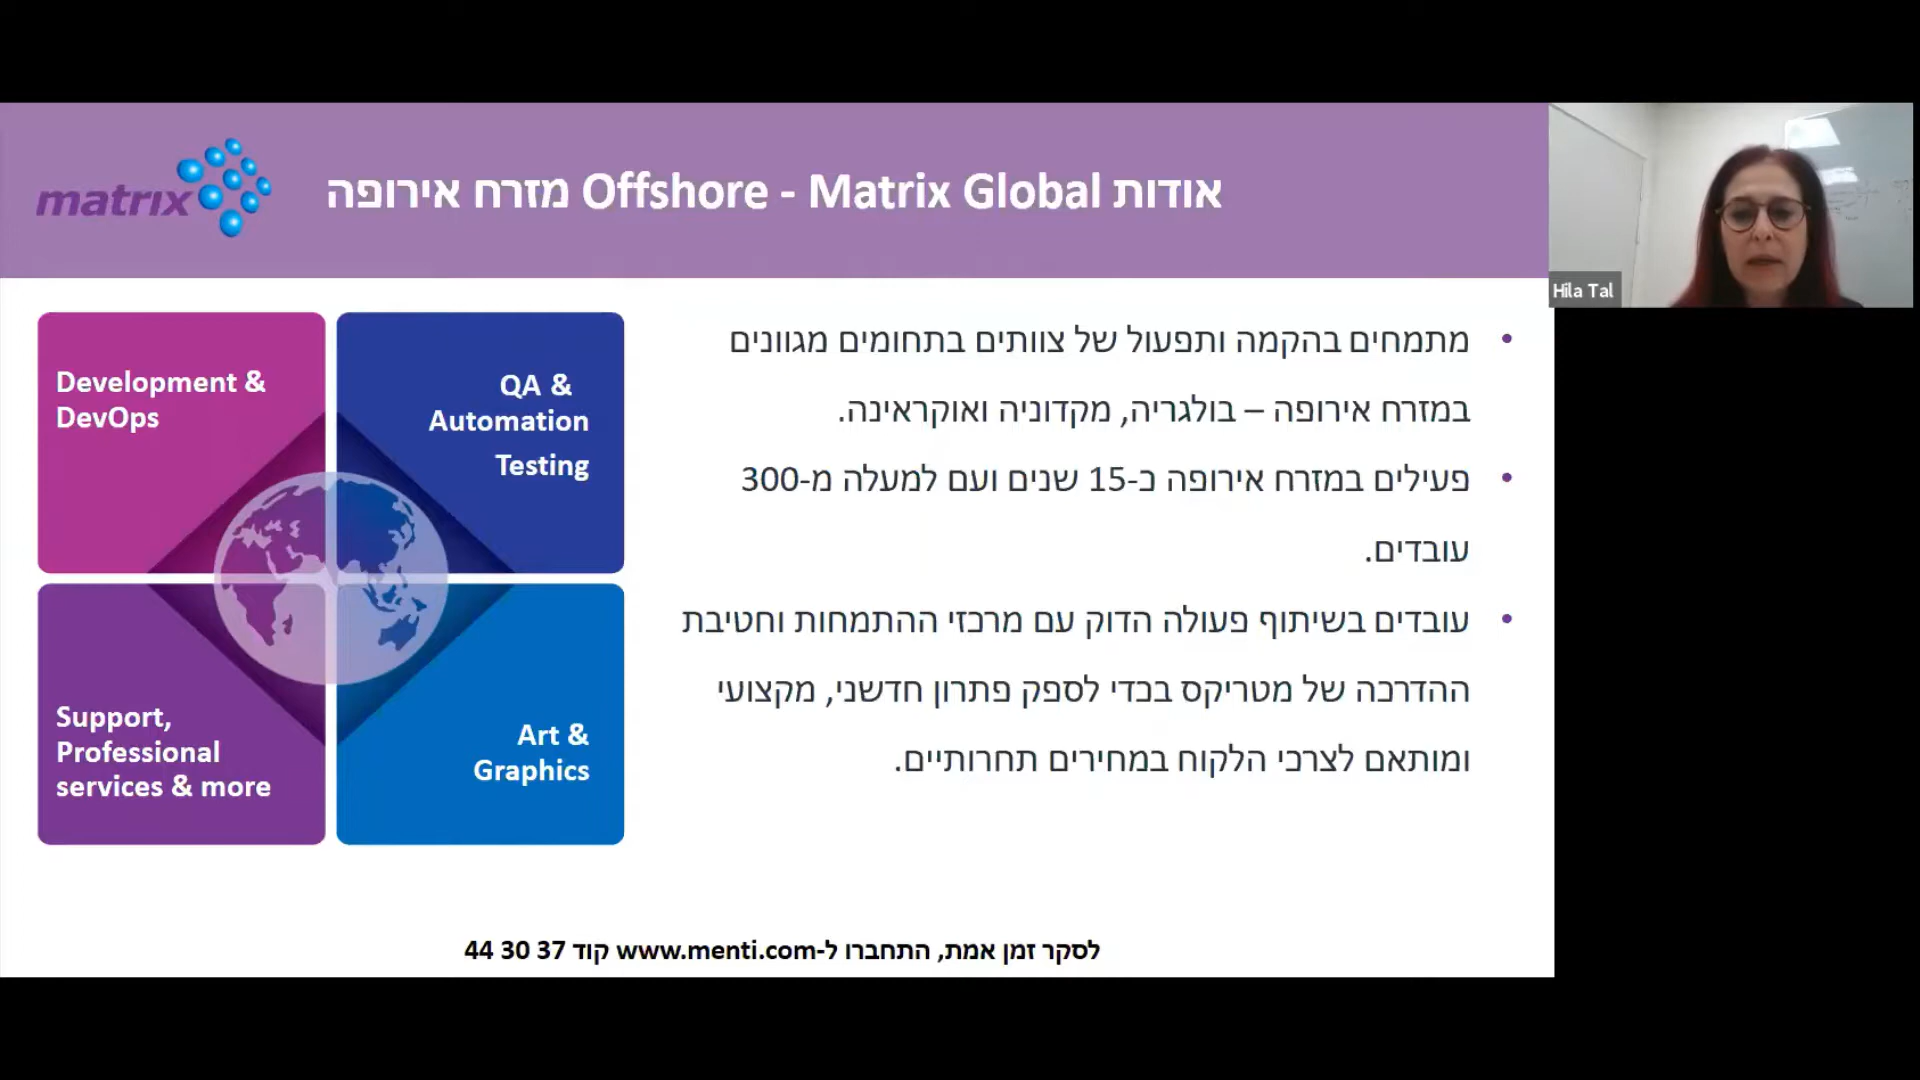 matrix
אודות Offshore - Matrix Global מזרח אירופה
Hila Tal
Development &
DevOps
QA &
Automation
Testing
Support,
Professional
services & more
Art &
Graphics
• מתמחים בהקמה ותפעול של צוותים בתחומים מגוונים
במזרח אירופה – בולגריה, מקדוניה ואוקראינה.
• פעילים במזרח אירופה כ-15 שנים ועם למעלה מ-300
עובדים.
• עובדים בשיתוף פעולה הדוק עם מרכזי ההתמחות וחטיבת
ההדרכה של מטריקס בכדי לספק פתרון חדשני, מקצועי
ומותאם לצרכי הלקוח במחירים תחרותיים.
לסקר זמן אמת, התחברו ל-www.menti.com קוד 37 30 44